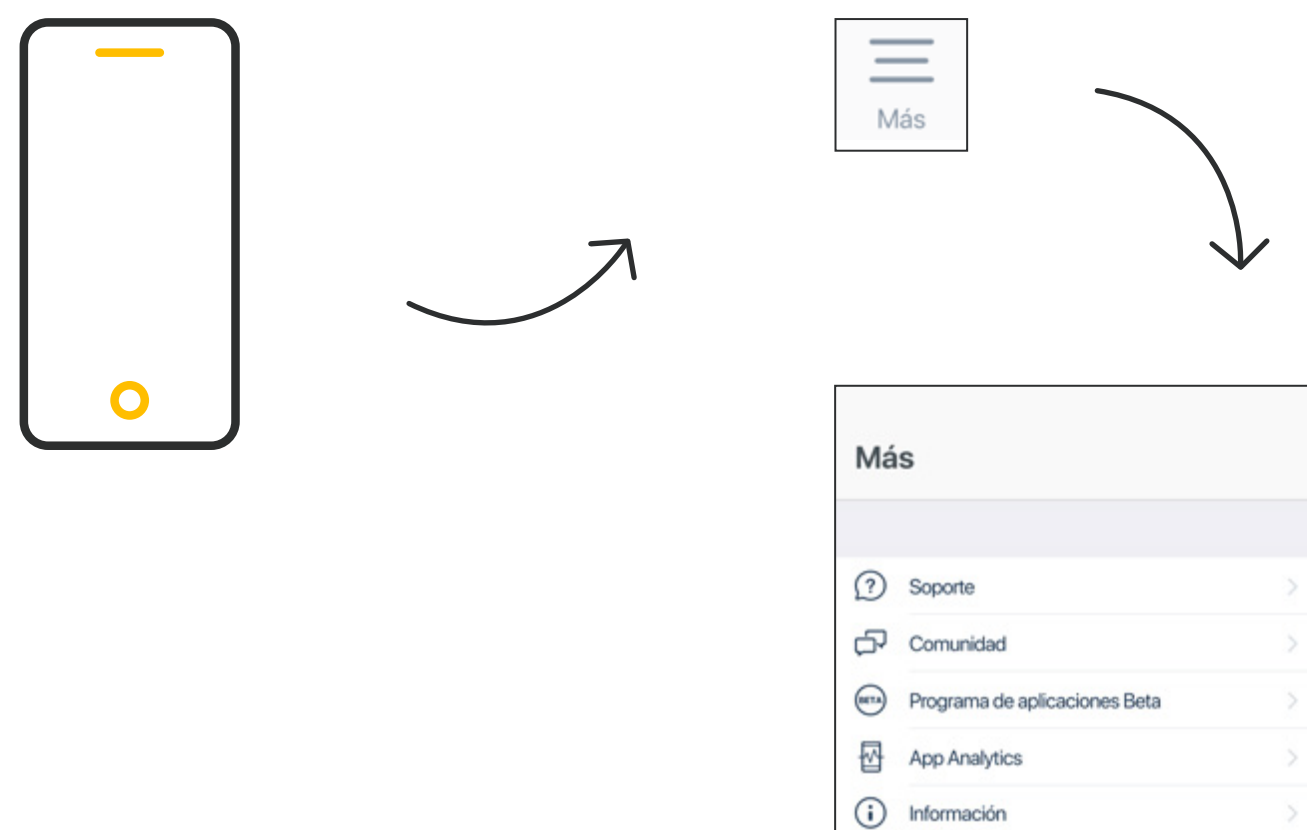 Más
Más
Soporte
Comunidad
BETA
Programa de aplicaciones Beta
App Analytics
Información